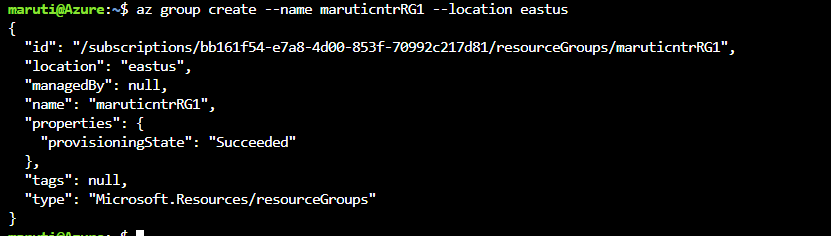 maruti@Azure:~$ az group create --name maruticntrRG1 --location eastus
{
  "id": "/subscriptions/bb161f54-e7a8-4d00-853f-70992c217d81/resourceGroups/maruticntrRG1",
  "location": "eastus",
  "managedBy": null,
  "name": "maruticntrRG1",
  "properties": {
    "provisioningState": "Succeeded"
  },
  "tags": null,
  "type": "Microsoft.Resources/resourceGroups"
}
maruti@Azure:~$